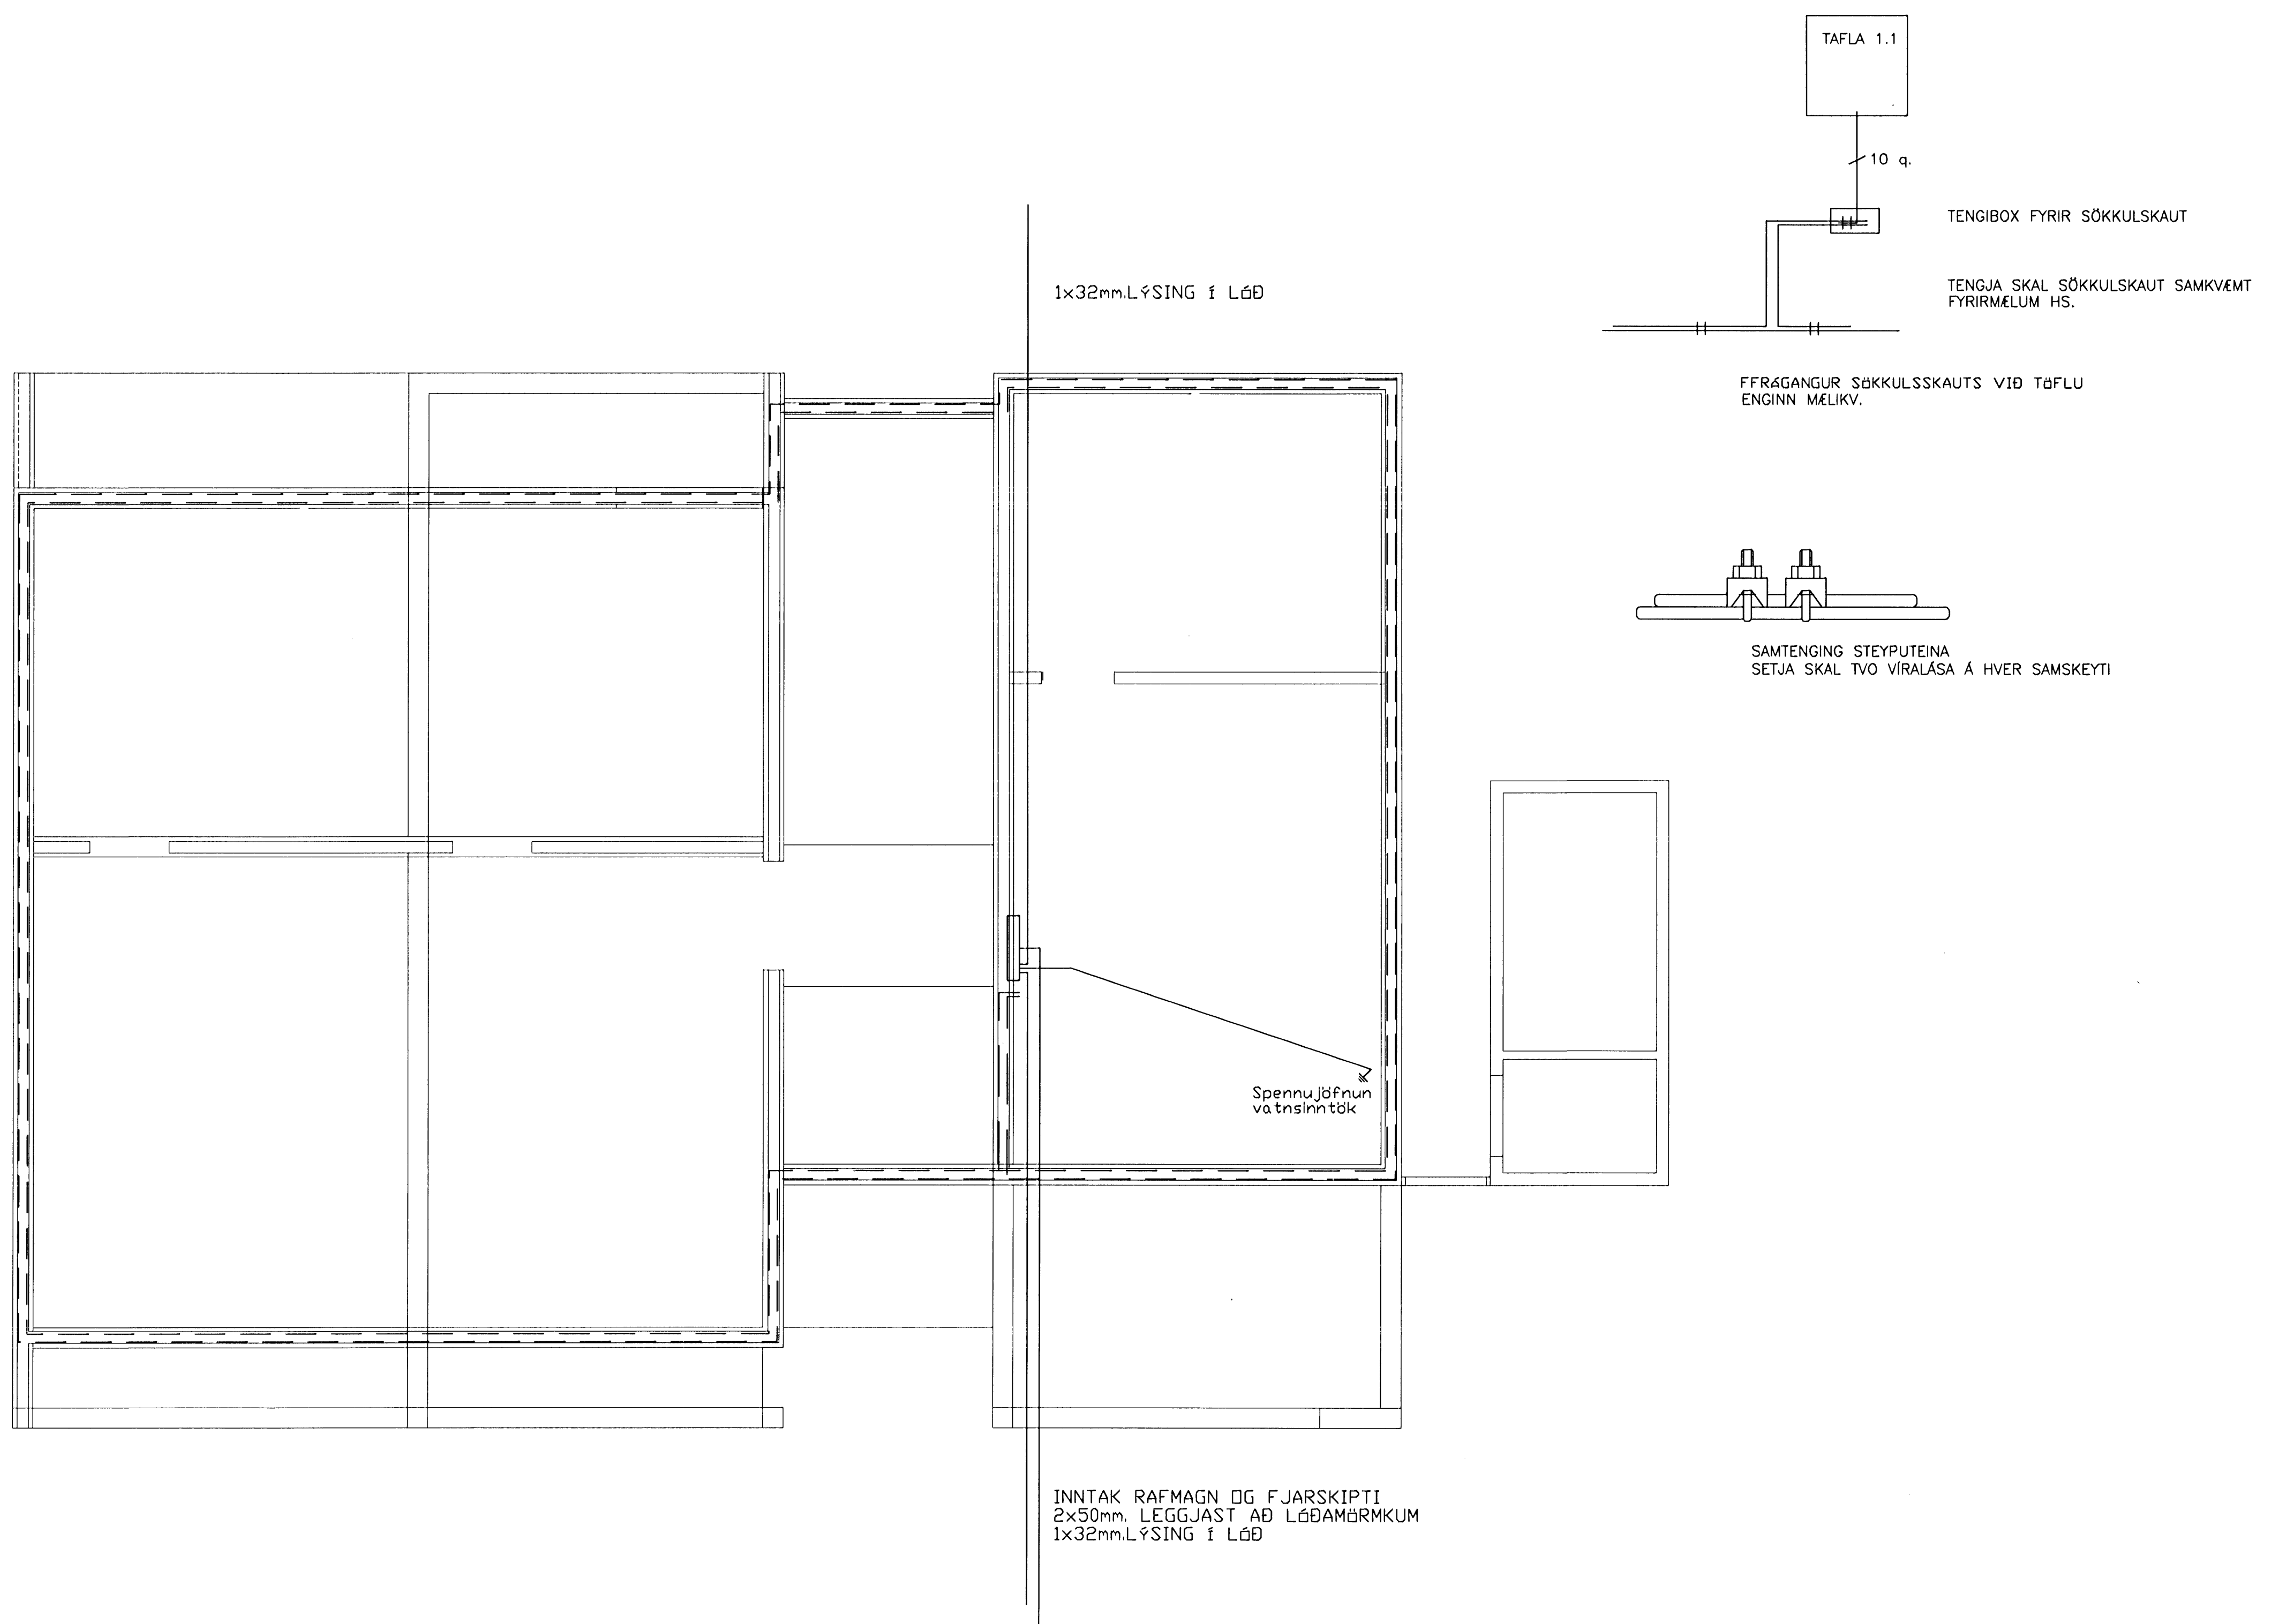 TAFLA 1.1
10 q.
TENGIBOX FYRIR SÖKKULSKAUT
TENGJA SKAL SÖKKULSKAUT SAMKVÆMT
FYRIRMÆLUM HS.
1x32mm.LÝSING Í LÓÐ
FFRÁGANGUR SÖKKULSSKAUTS VIÐ TÖFLU
ENGINN MÆLIKV.
SAMTENGING STEYPUTEINA
SETJA SKAL TVO VÍRALÁSA Á HVER SAMSKEYTI
Spennujöfnun
vatnsinntök
INNTAK RAFMAGN OG FJARSKIPTI
2x50mm. LEGGJAST AÐ LÓÐAMÖRMKUM
1x32mm.LÝSING Í LÓÐ